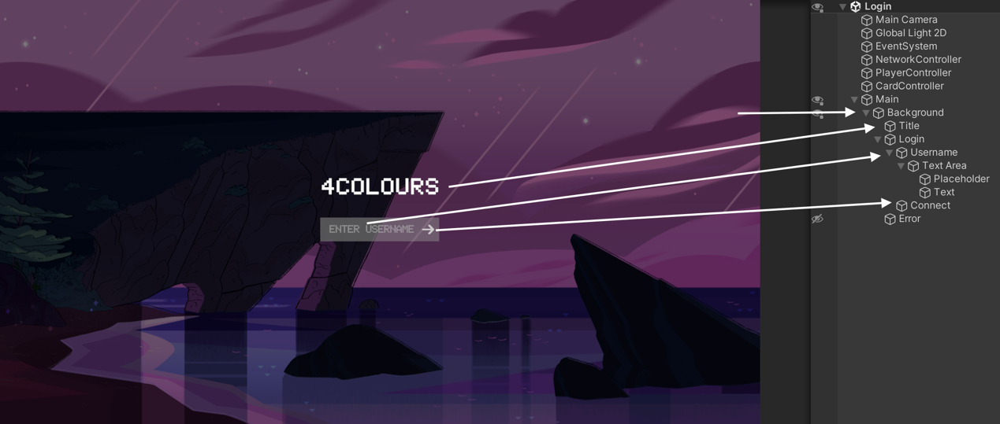 4COLOURS
ENTER USERNAME
Login
Main Camera
Global Light 2D
EventSystem
NetworkController
PlayerController
CardController
Main
Background
Title
Login
Username
Text Area
Placeholder
Text
Connect
Error